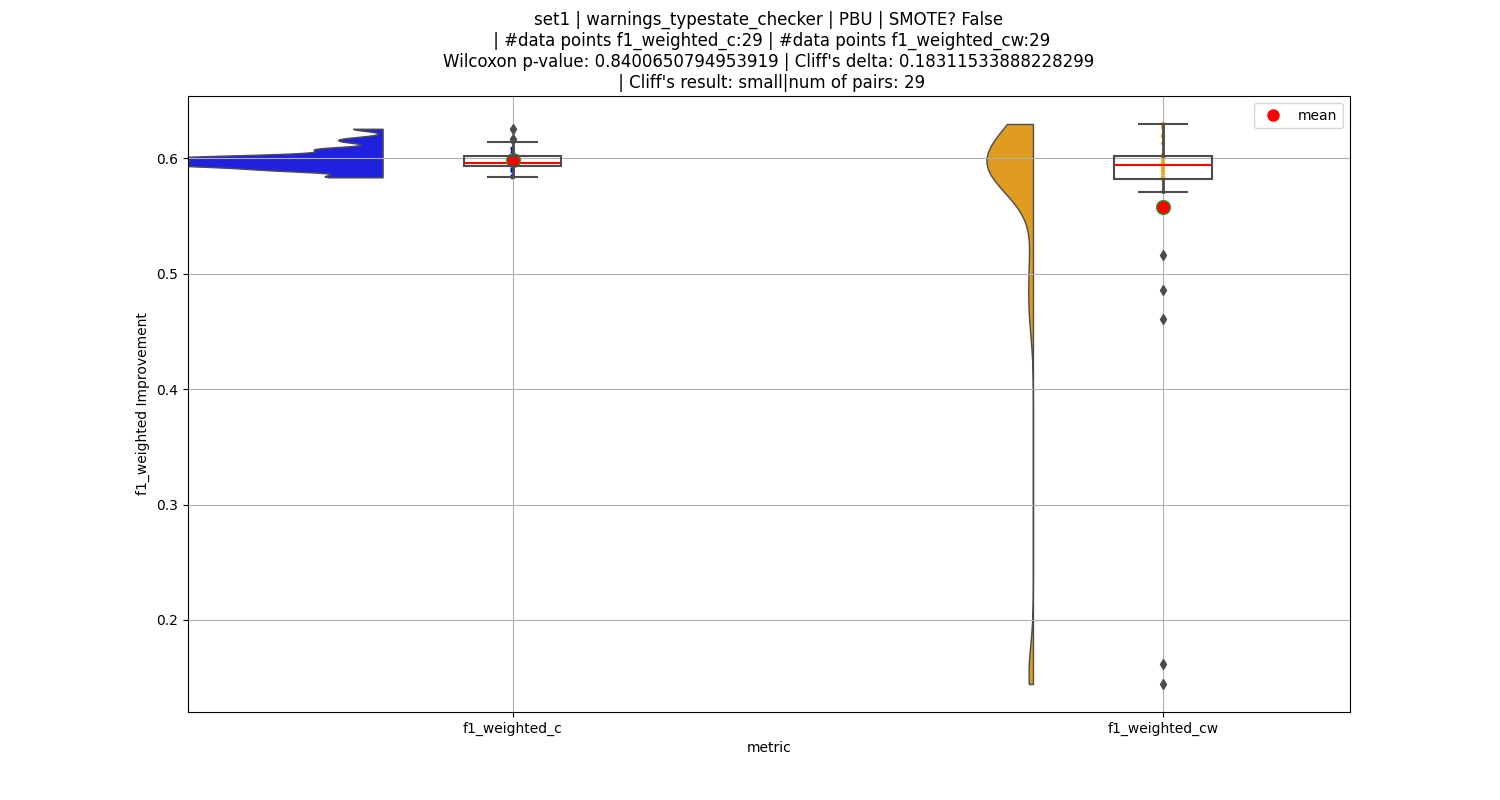 set1 | warnings_typestate_checker | PBU | SMOTE? False
| #data points f1_weighted_c:29 | #data points f1_weighted_cw:29
Wilcoxon p-value: 0.8400650794953919 | Cliff's delta: 0.18311533888228299
| Cliff's result: small|num of pairs: 29
mean
0.6
0.5
0.4
0.3
0.2
f1_weighted Improvement
f1_weighted_c
f1_weighted_cw
metric